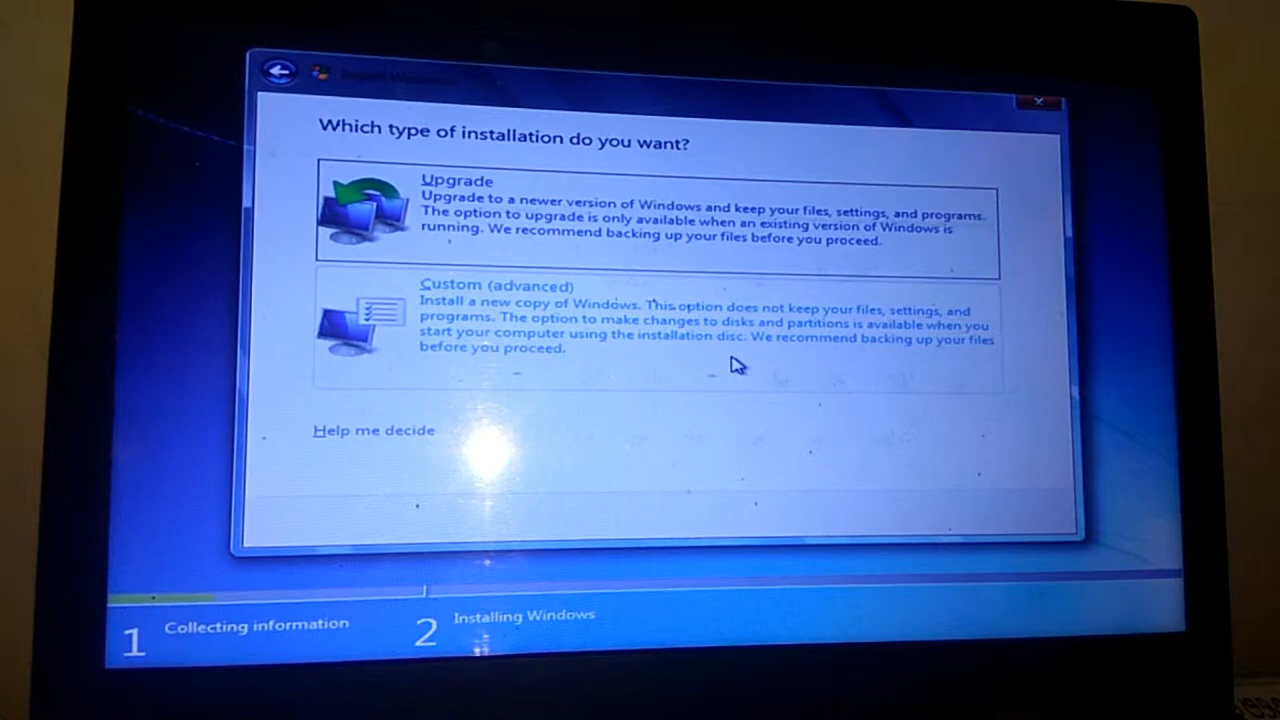 Which type of installation do you want?
Upgrade
Upgrade to a newer version of Windows and keep your files, settings, and programs.
The option to upgrade is only available when an existing version of Windows is
running. We recommend backing up your files before you proceed.
Custom (advanced)
Install a new copy of Windows. This option does not keep your files, settings, and
programs. The option to make changes to disks and partitions is available when you
start your computer using the installation disc. We recommend backing up your files
before you proceed.
Help me decide
1 Collecting information
2 Installing Windows